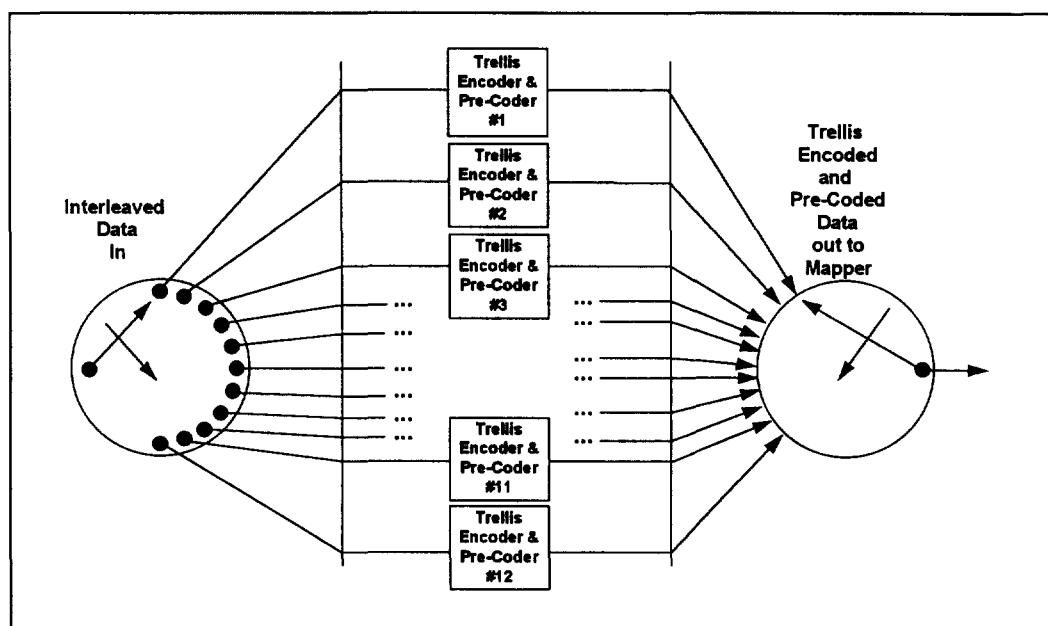 Interleaved
Data
In
Trellis
Encoder &
Pre-Coder
#1
Trellis
Encoder &
Pre-Coder
#2
Trellis
Encoder &
Pre-Coder
#3
...
...
...
...
...
...
...
...
...
...
...
...
Trellis
Encoder &
Pre-Coder
#11
Trellis
Encoder &
Pre-Coder
#12
Trellis
Encoded
and
Pre-Coded
Data
out to
Mapper